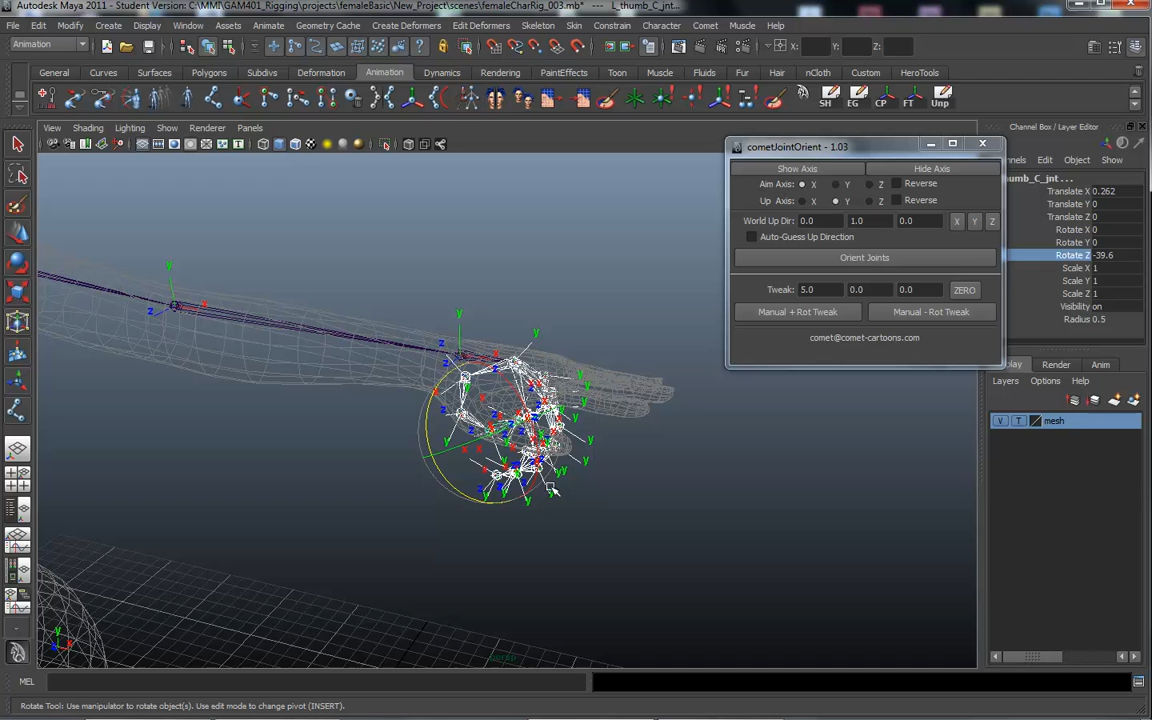 Autodesk Maya 2011 - Student Version: C:\MMI\GAM401_Rigging\projects\femaleBasic\New_Project\scenes\femaleCharRig_003.mb* --- L_thumb_C_jnt...
File Edit Modify Create Display Window Assets Animate Geometry Cache Create Deformers Edit Deformers Skeleton Skin Constrain Character Comet Muscle Help
Animation X: Y: Z:
General Curves Surfaces Polygons Subdivs Deformation Animation Dynamics Rendering PaintEffects Toon Muscle Fluids Fur Hair nCloth Custom HeroTools
SH EG CP FT Unp
View Shading Lighting Show Renderer Panels
Channel Box / Layer Editor
cometJointOrient - 1.03
Show Axis Hide Axis
Aim Axis: X Y Z Reverse
Up Axis: X Y Z Reverse
World Up Dir: 0.0 1.0 0.0 X Y Z
Auto-Guess Up Direction
Orient Joints
Tweak: 5.0 0.0 0.0 ZERO
Manual + Rot Tweak Manual - Rot Tweak
comet@comet-cartoons.com
nnels Edit Object Show
humb_C_jnt ...
Translate X 0.262
Translate Y 0
Translate Z 0
Rotate X 0
Rotate Y 0
Rotate Z -39.6
Scale X 1
Scale Y 1
Scale Z 1
Visibility on
Radius 0.5
play Render Anim
Layers Options Help
V T mesh
persp
MEL
Rotate Tool: Use manipulator to rotate object(s). Use edit mode to change pivot (INSERT).